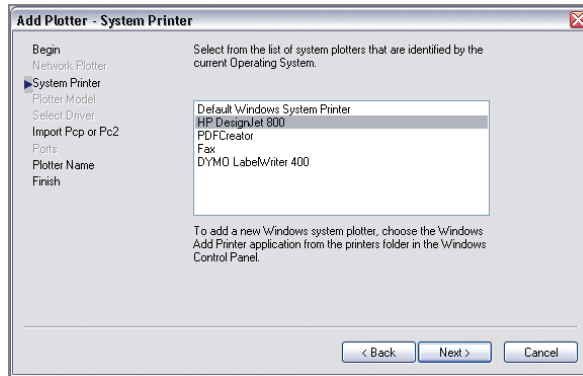 Add Plotter - System Printer
Begin
Network Plotter
System Printer
Plotter Model
Select Driver
Import Pcp or Pc2
Ports
Plotter Name
Finish
Select from the list of system plotters that are identified by the
current Operating System.
Default Windows System Printer
HP DesignJet 800
PDFCreator
Fax
DYMO LabelWriter 400
To add a new Windows system plotter, choose the Windows
Add Printer application from the printers folder in the Windows
Control Panel.
< Back
Next >
Cancel